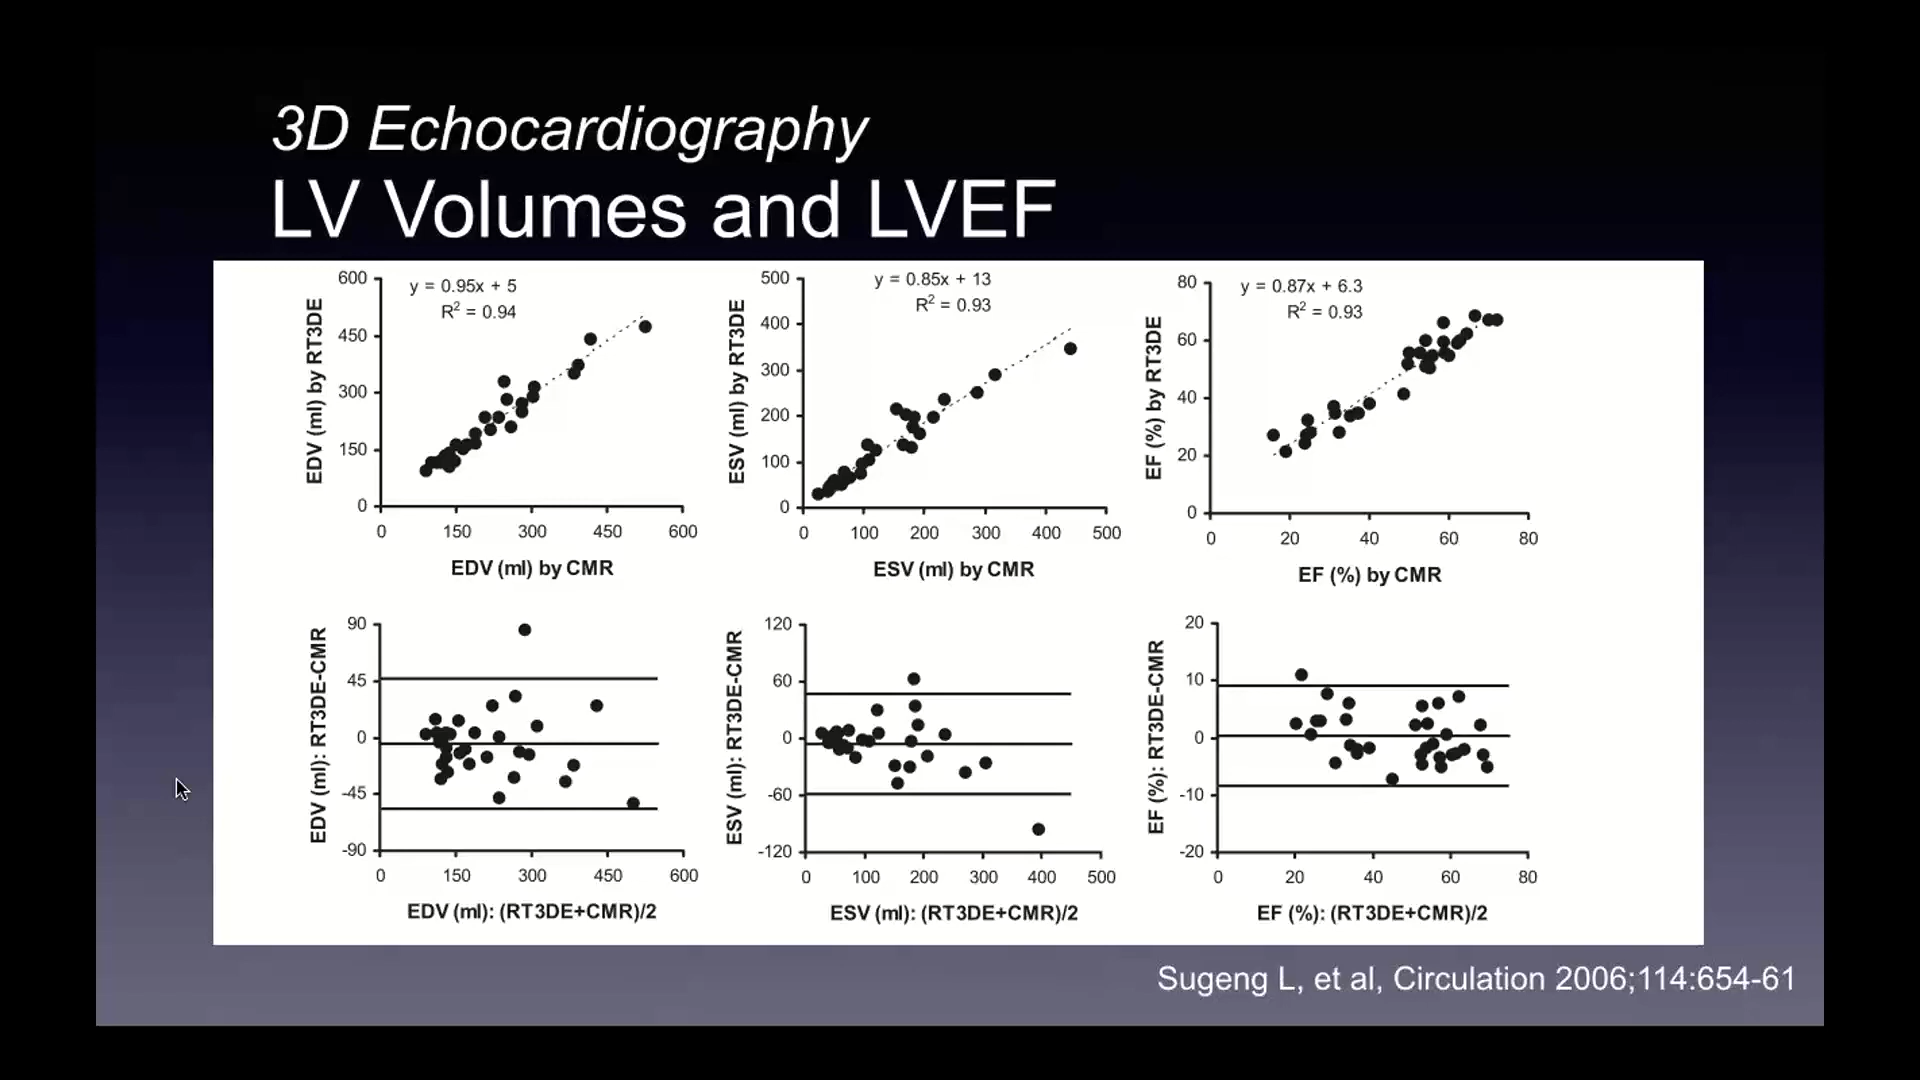 3D Echocardiography
LV Volumes and LVEF
y = 0.95x + 5
R² = 0.94
EDV (ml) by RT3DE
600
450
300
150
0
0 150 300 450 600
EDV (ml) by CMR
y = 0.85x + 13
R² = 0.93
ESV (ml) by RT3DE
500
400
300
200
100
0
0 100 200 300 400 500
ESV (ml) by CMR
y = 0.87x + 6.3
R² = 0.93
EF (%) by RT3DE
80
60
40
20
0
0 20 40 60 80
EF (%) by CMR
EDV (ml): RT3DE-CMR
90
45
0
-45
-90
0 150 300 450 600
EDV (ml): (RT3DE+CMR)/2
ESV (ml): RT3DE-CMR
120
60
0
-60
-120
0 100 200 300 400 500
ESV (ml): (RT3DE+CMR)/2
EF (%): RT3DE-CMR
20
10
0
-10
-20
0 20 40 60 80
EF (%): (RT3DE+CMR)/2
Sugeng L, et al, Circulation 2006;114:654-61